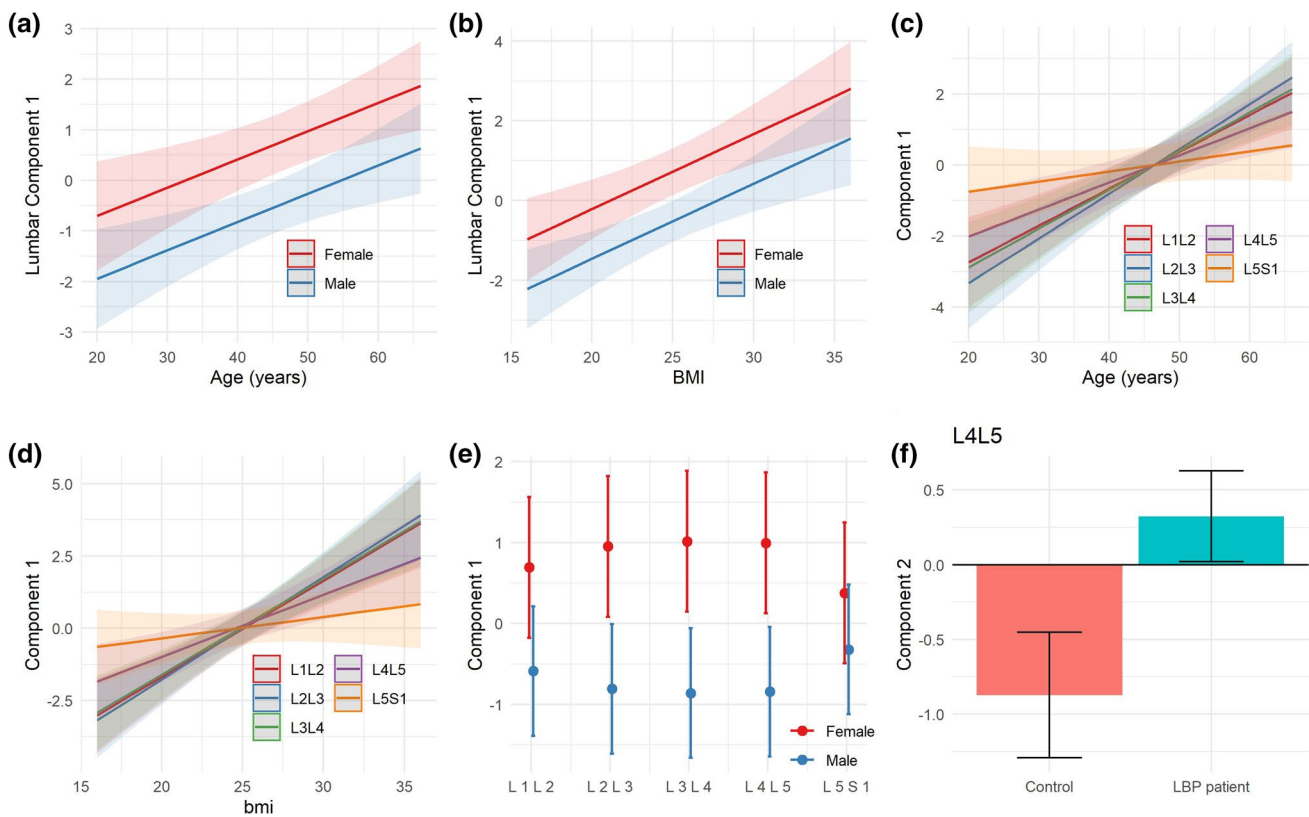 (a)
3
2
1
0
-1
-2
-3
Lumbar Component 1
Female
Male
20 30 40 50 60
Age (years)
(b)
4
2
0
-2
Lumbar Component 1
Female
Male
15 20 25 30 35
BMI
(c)
2
0
-2
-4
Component 1
L1L2 L4L5
L2L3 L5S1
L3L4
20 30 40 50 60
Age (years)
(d)
5.0
2.5
0.0
-2.5
Component 1
L1L2 L4L5
L2L3 L5S1
L3L4
15 20 25 30 35
bmi
(e)
2
1
0
-1
Component 1
Female
Male
L 1 L 2 L 2 L 3 L 3 L 4 L 4 L 5 L 5 S 1
(f)
L4L5
0.5
0.0
-0.5
-1.0
Component 2
Control LBP patient